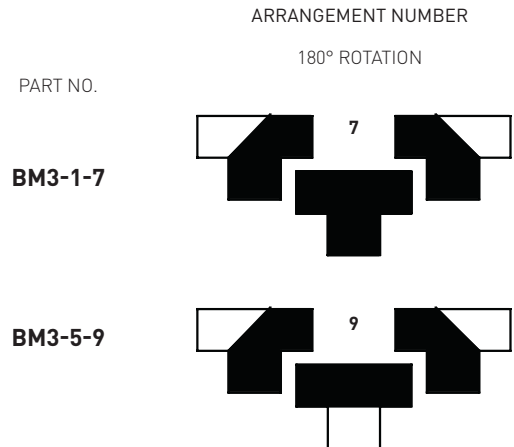 ARRANGEMENT NUMBER
180° ROTATION
PART NO.
7
BM3-1-7
9
BM3-5-9